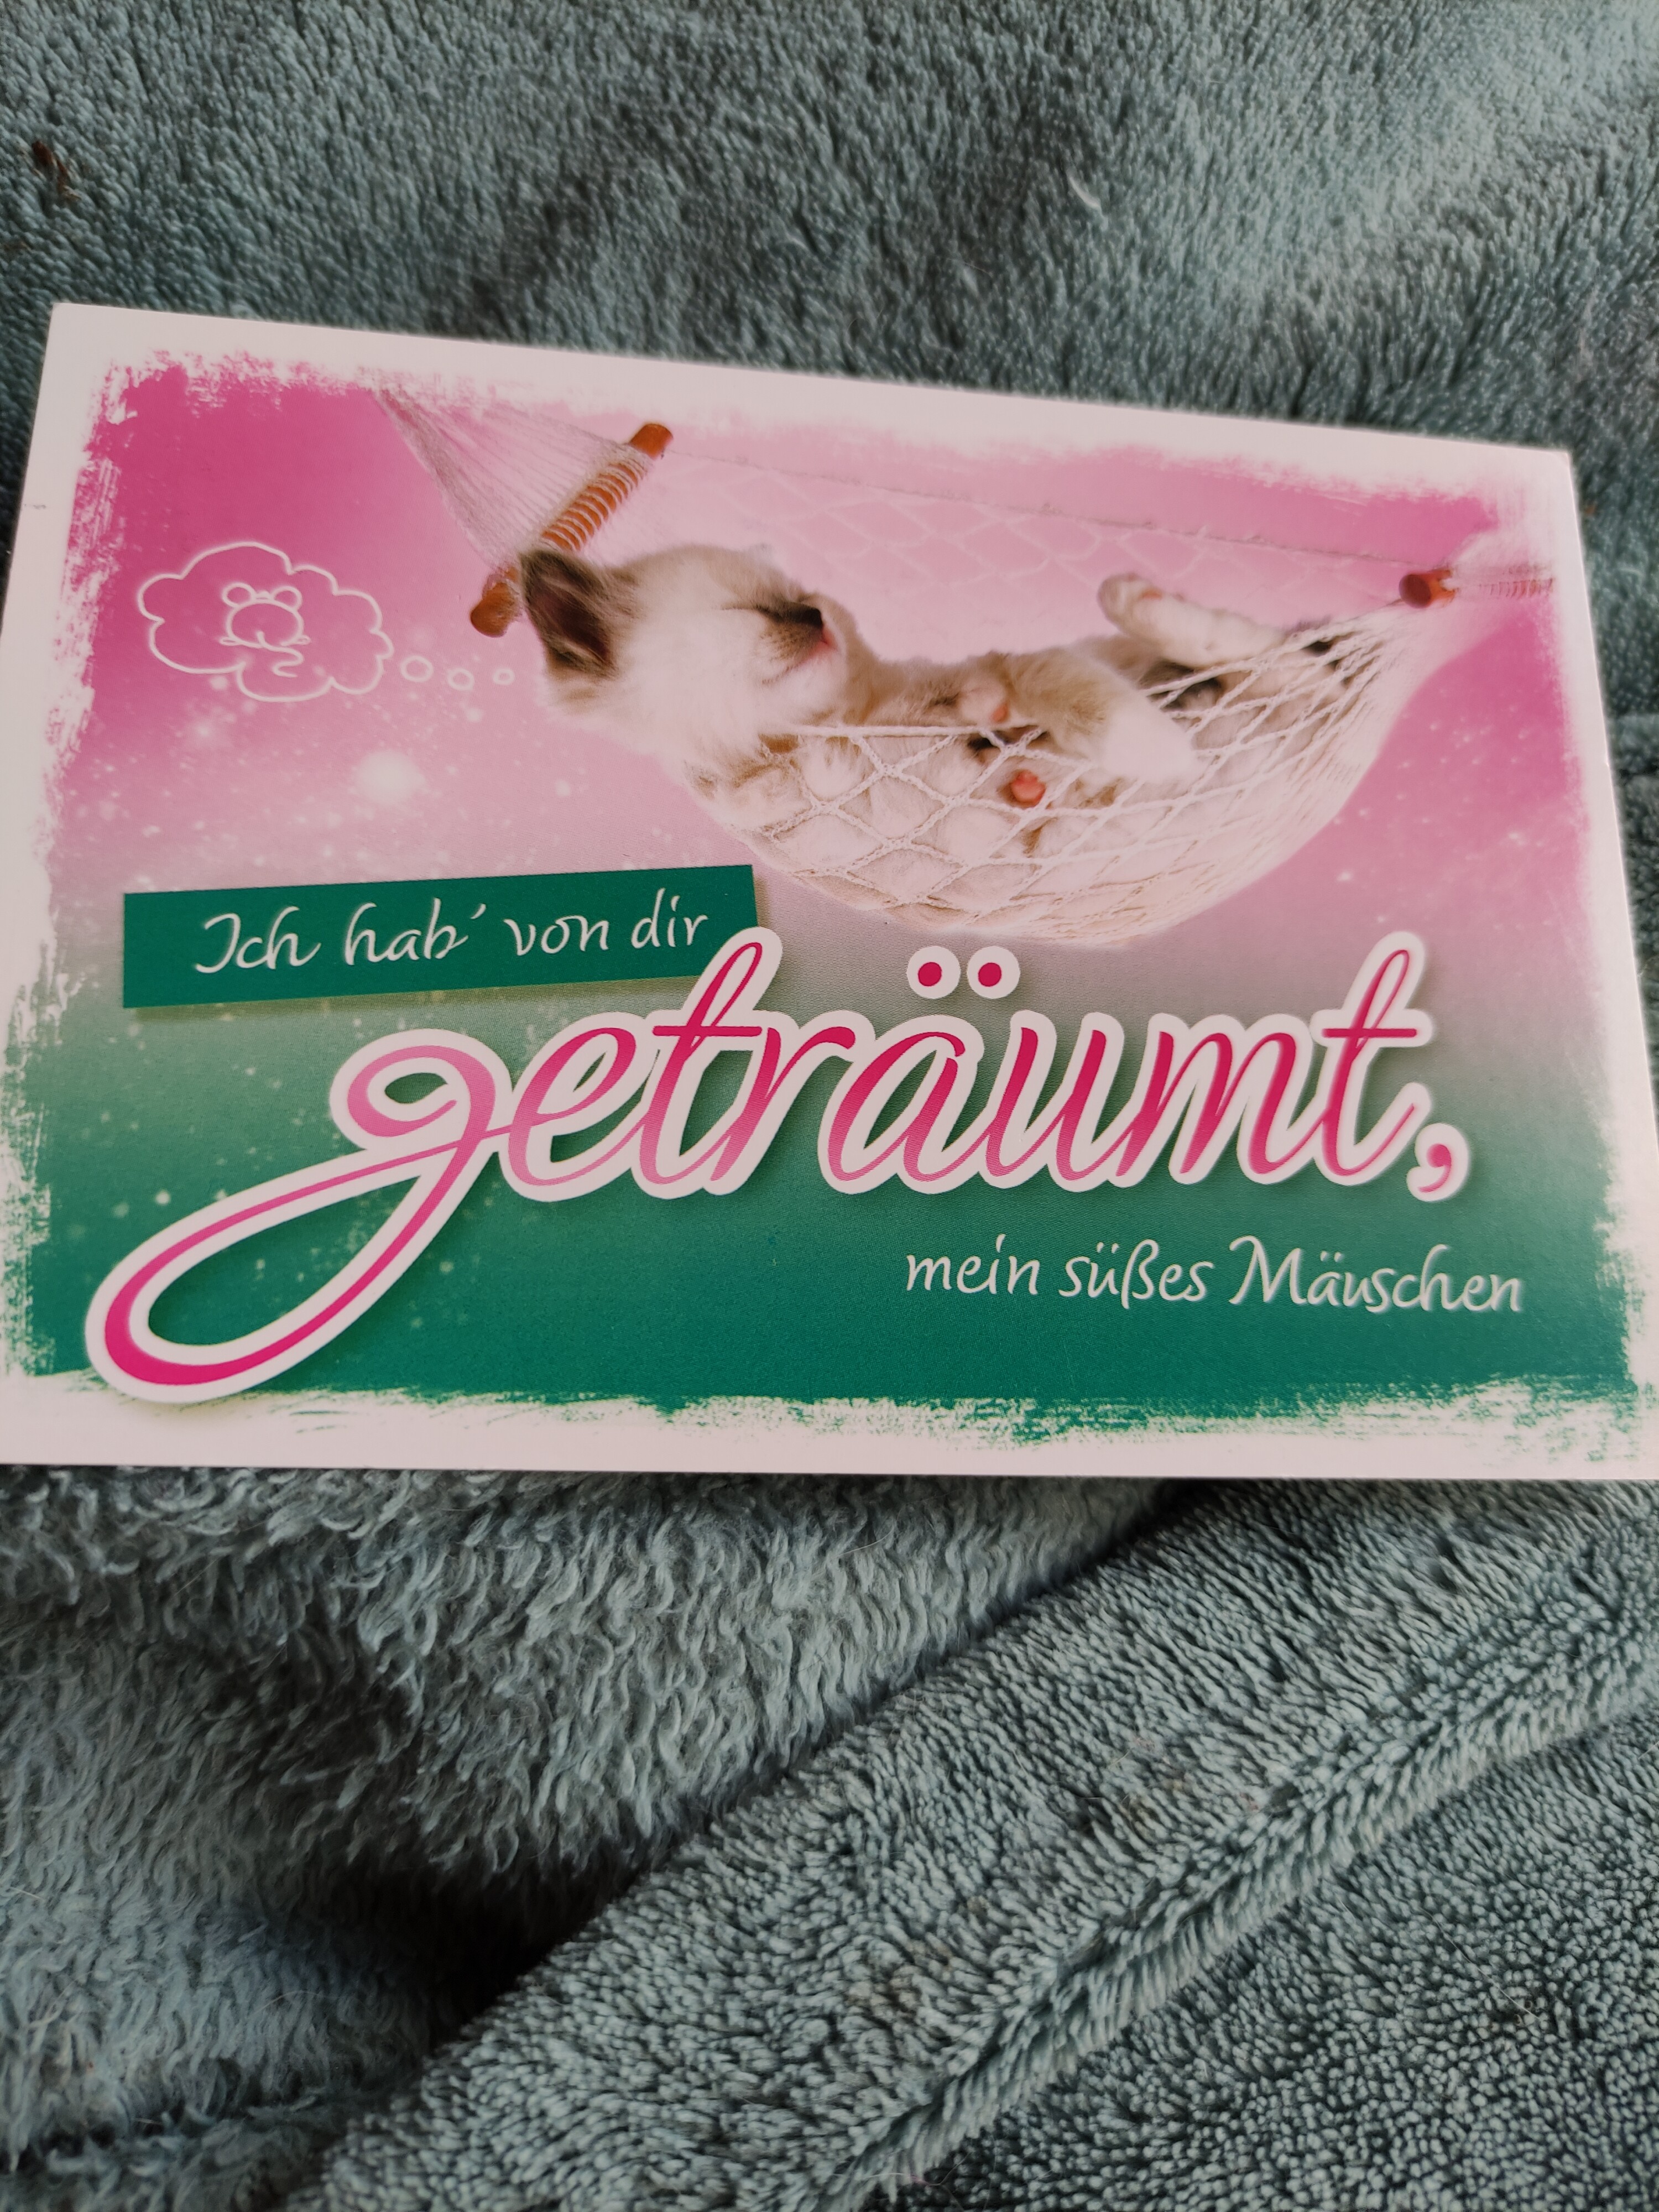 Ich hab´ von dir
geträumt,
mein süßes Mäuschen